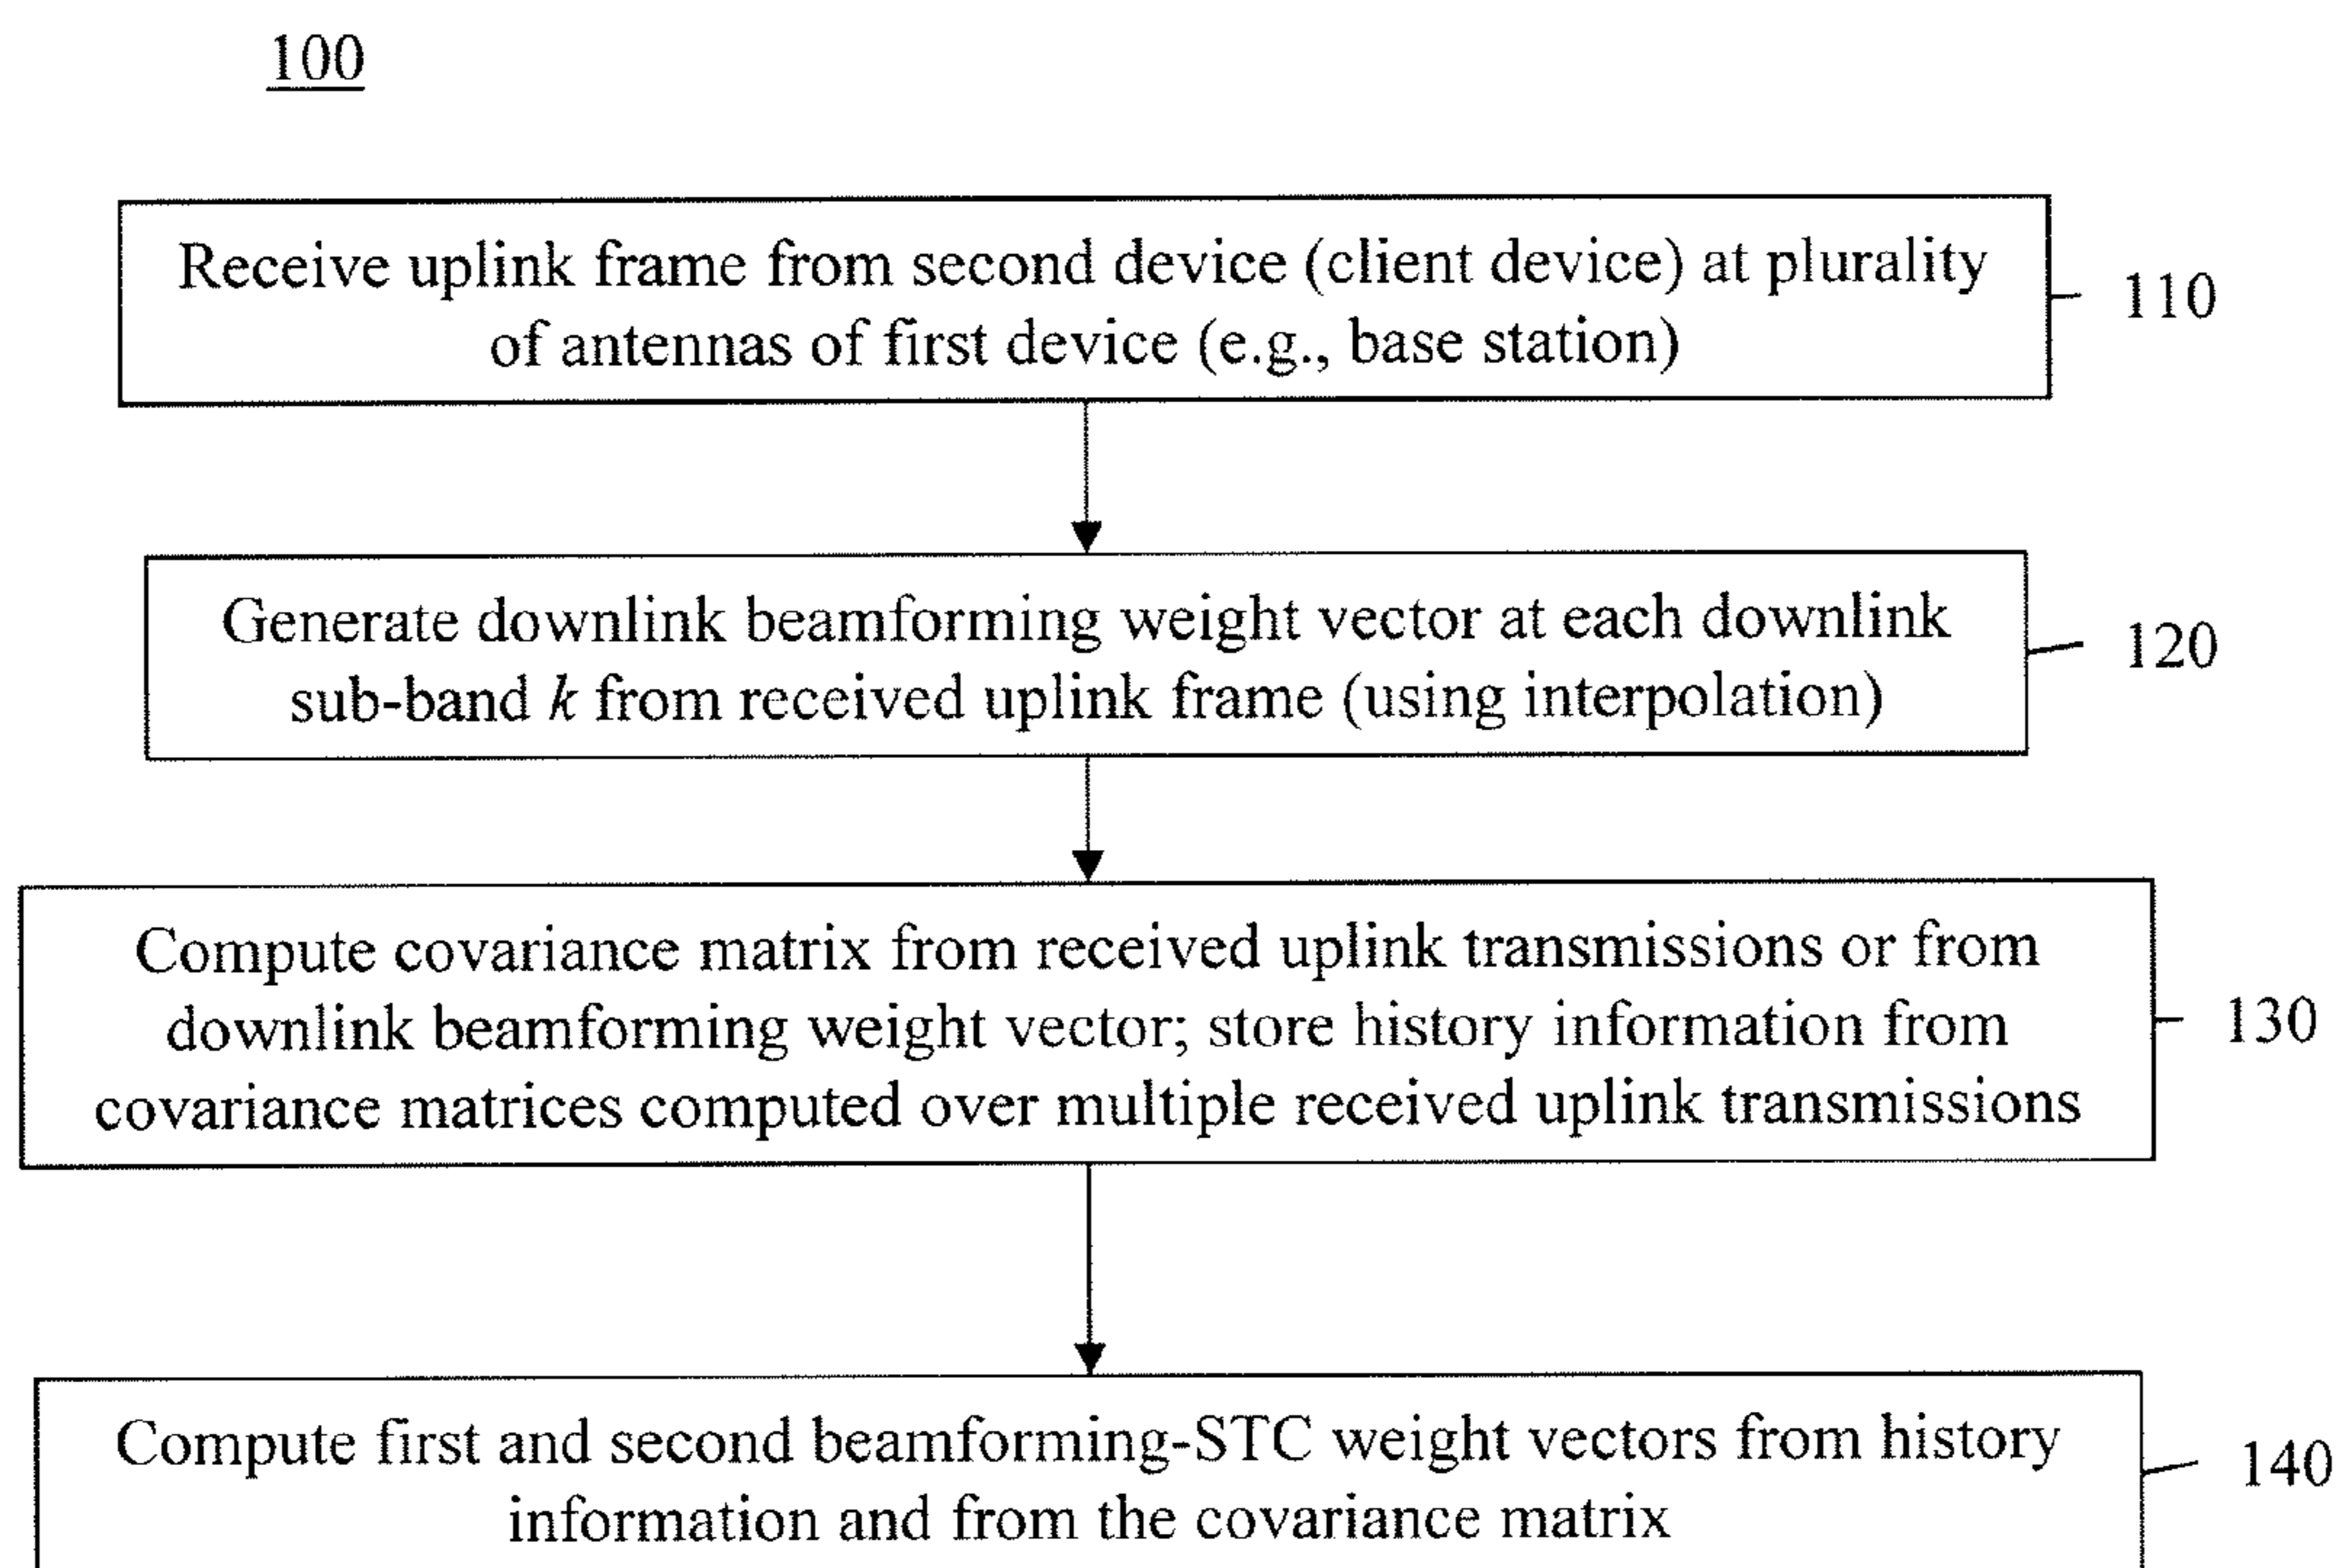 100
Receive uplink frame from second device (client device) at plurality
of antennas of first device (e.g., base station)
110
Generate downlink beamforming weight vector at each downlink
sub-band k from received uplink frame (using interpolation)
120
Compute covariance matrix from received uplink transmissions or from
downlink beamforming weight vector; store history information from
covariance matrices computed over multiple received uplink transmissions
130
Compute first and second beamforming-STC weight vectors from history
information and from the covariance matrix
140